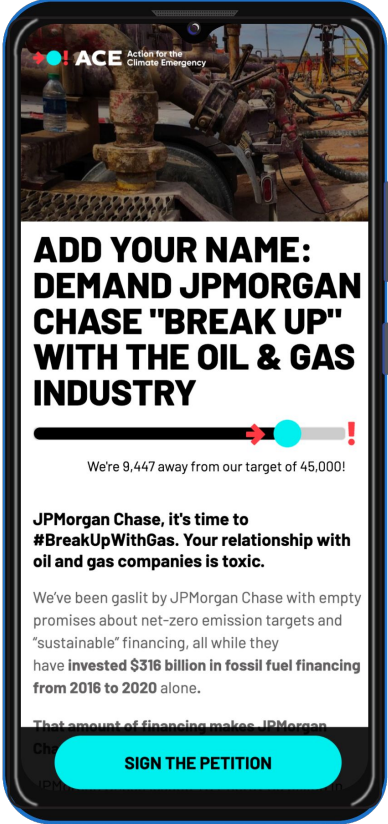 ACE Action for the
Climate Emergency
ADD YOUR NAME:
DEMAND JPMORGAN
CHASE "BREAK UP"
WITH THE OIL & GAS
INDUSTRY
We're 9,447 away from our target of 45,000!
JPMorgan Chase, it's time to
#BreakUpWithGas. Your relationship with
oil and gas companies is toxic.
We've been gaslit by JPMorgan Chase with empty
promises about net-zero emission targets and
"sustainable" financing, all while they
have invested $316 billion in fossil fuel financing
from 2016 to 2020 alone.
That amount of financing makes JPMorgan
SIGN THE PETITION